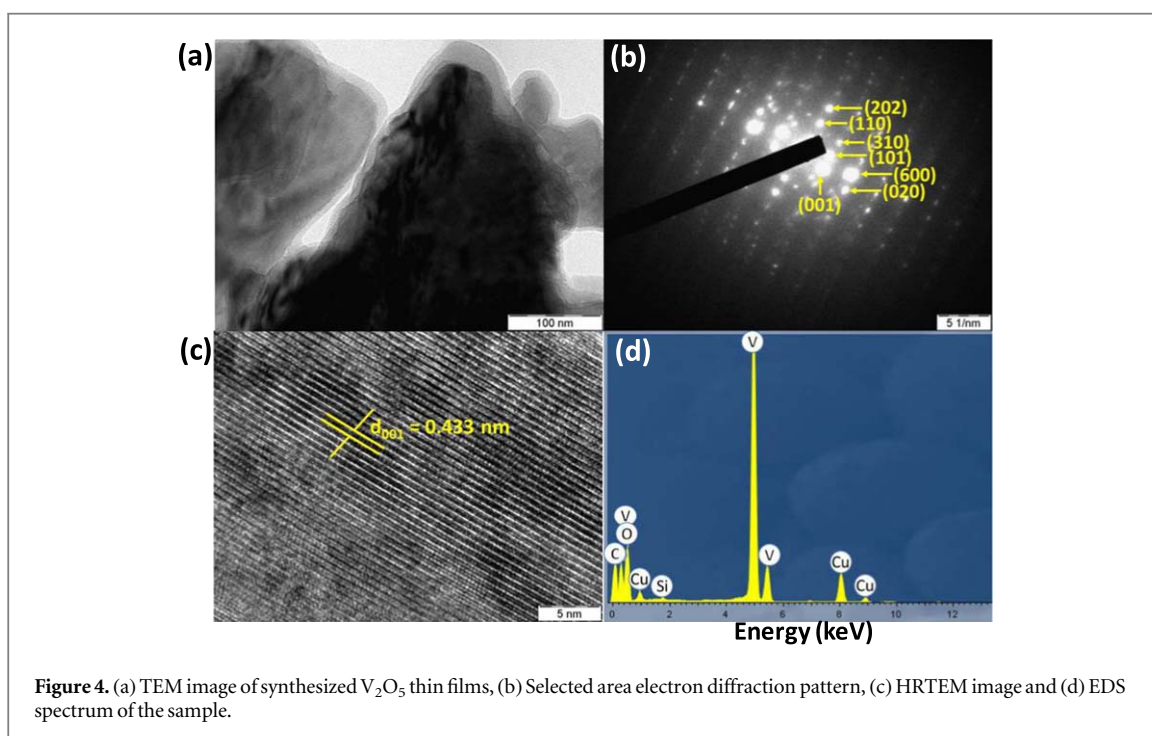 (a)
100 nm
(b)
(202)
(110)
(310)
(101)
(600)
(020)
(001)
5 1/nm
(c)
d₀₀₁ = 0.433 nm
5 nm
(d)
V
V
O
C
Cu
Si
V
Cu
Cu
0 2 4 6 8 10 12
Energy (keV)
Figure 4. (a) TEM image of synthesized V₂O₅ thin films, (b) Selected area electron diffraction pattern, (c) HRTEM image and (d) EDS
spectrum of the sample.